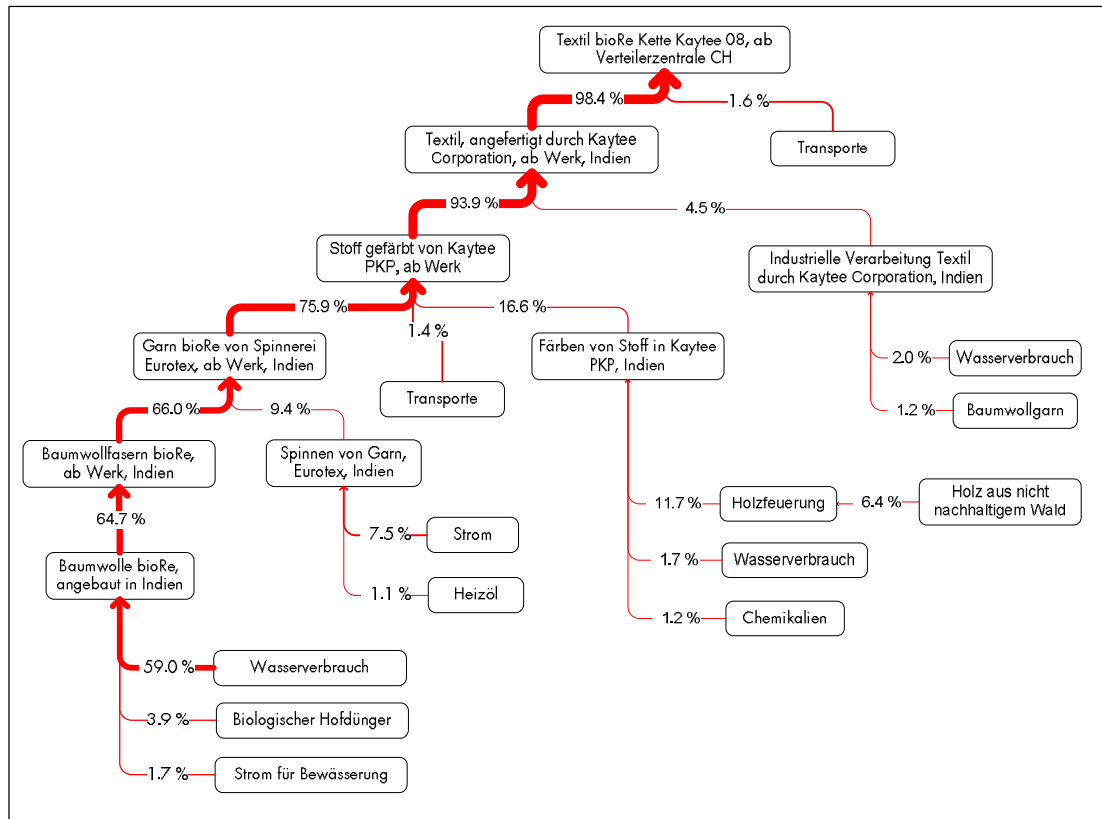 Textil bioRe Kette Kaytee 08, ab
Verteilerzentrale CH
98.4 %
1.6 %
Textil, angefertigt durch Kaytee
Corporation, ab Werk, Indien
Transporte
93.9 %
4.5 %
Stoff gefärbt von Kaytee
PKP, ab Werk
Industrielle Verarbeitung Textil
durch Kaytee Corporation, Indien
75.9 %
16.6 %
1.4 %
Garn bioRe von Spinnerei
Eurotex, ab Werk, Indien
Färben von Stoff in Kaytee
PKP, Indien
2.0 %
Wasserverbrauch
Transporte
66.0 %
9.4 %
1.2 %
Baumwollgarn
Baumwollfasern bioRe,
ab Werk, Indien
Spinnen von Garn,
Eurotex, Indien
11.7 %
Holzfeuerung
6.4 %
Holz aus nicht
nachhaltigem Wald
64.7 %
7.5 %
Strom
Baumwolle bioRe,
angebaut in Indien
1.7 %
Wasserverbrauch
1.1 %
Heizöl
1.2 %
Chemikalien
59.0 %
Wasserverbrauch
3.9 %
Biologischer Hofdünger
1.7 %
Strom für Bewässerung